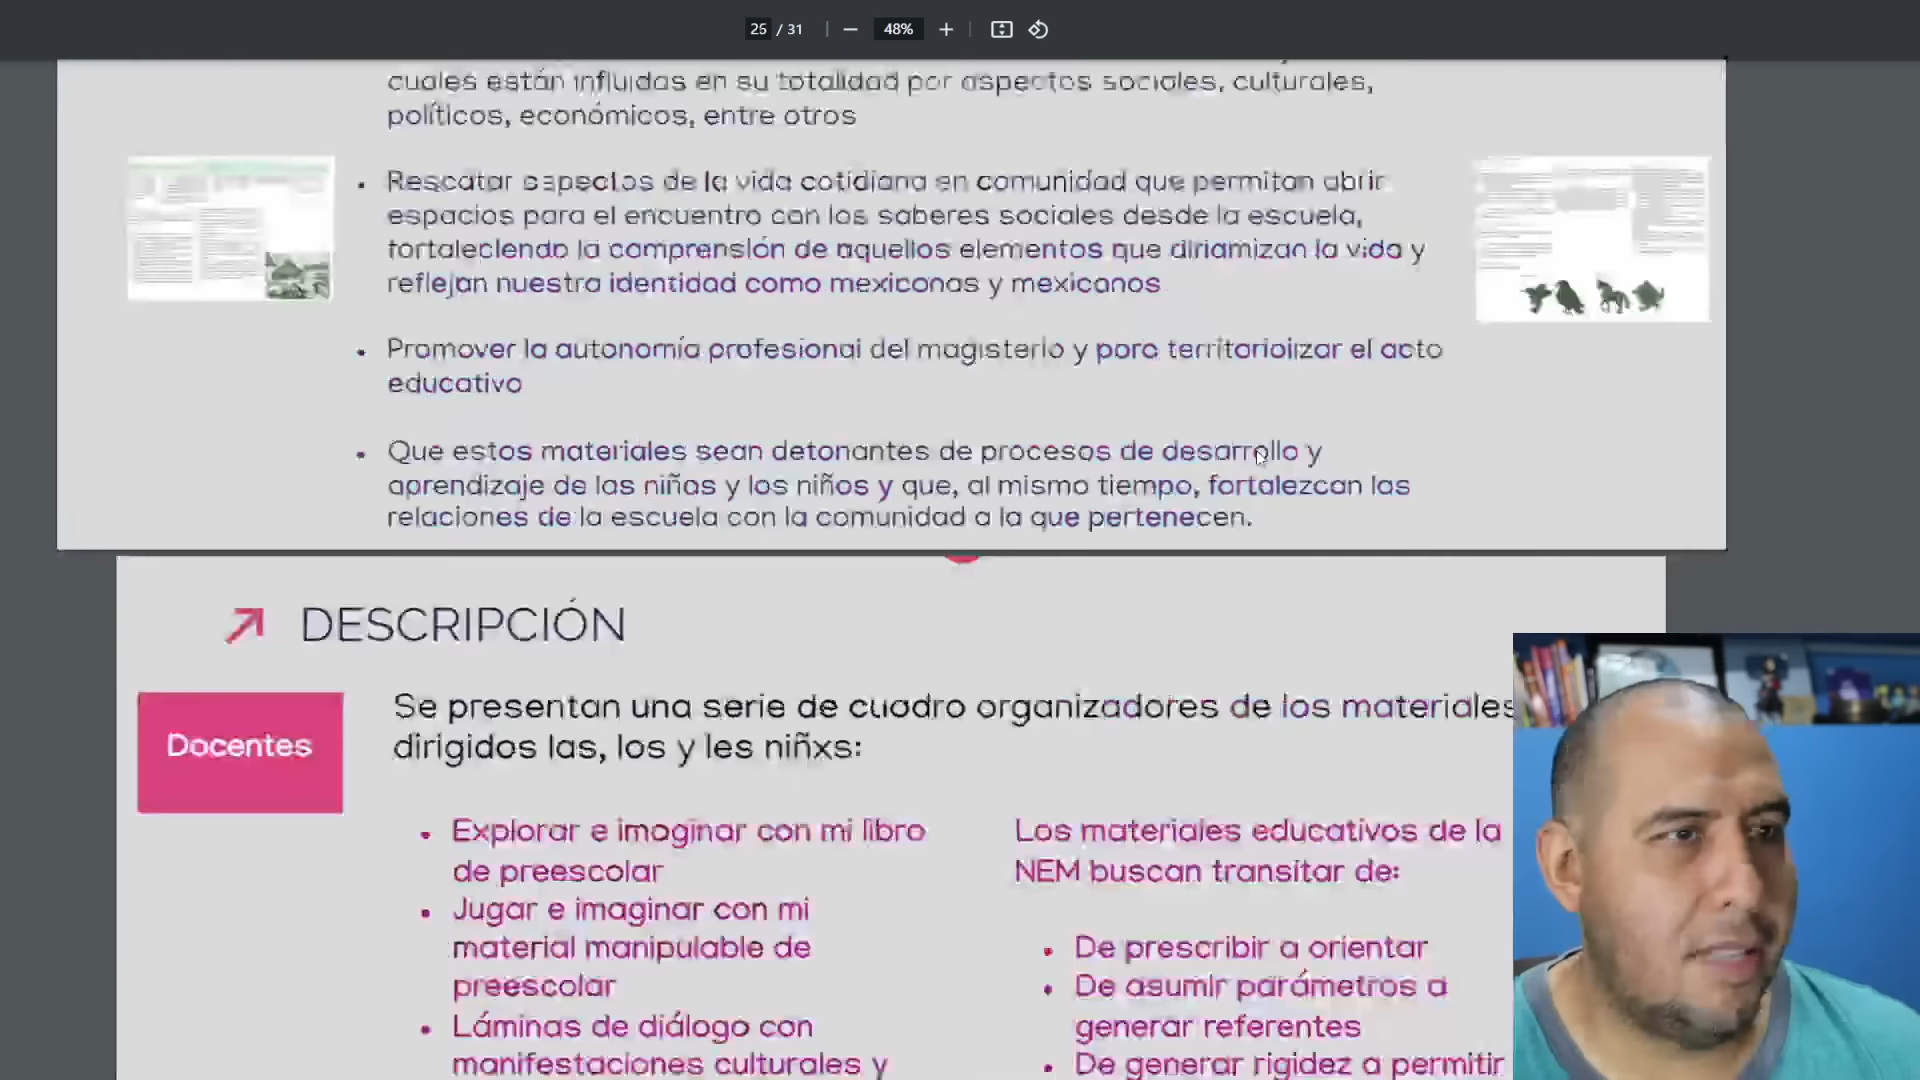 25 / 31
48%
cuales están influidas en su totalidad por aspectos sociales, culturales,
políticos, económicos, entre otros
• Rescatar aspectos de la vida cotidiana en comunidad que permitan abrir
espacios para el encuentro con los saberes sociales desde la escuela,
fortaleciendo la comprensión de aquellos elementos que dinamizan la vida y
reflejan nuestra identidad como mexicanas y mexicanos
• Promover la autonomía profesional del magisterio y para territorializar el acto
educativo
• Que estos materiales sean detonantes de procesos de desarrollo y
aprendizaje de las niñas y los niños y que, al mismo tiempo, fortalezcan las
relaciones de la escuela con la comunidad a la que pertenecen.
DESCRIPCIÓN
Docentes
Se presentan una serie de cuadro organizadores de los materiales
dirigidos las, los y les niñxs:
• Explorar e imaginar con mi libro
de preescolar
• Jugar e imaginar con mi
material manipulable de
preescolar
• Láminas de diálogo con
manifestaciones culturales y
Los materiales educativos de la
NEM buscan transitar de:
• De prescribir a orientar
• De asumir parámetros a
generar referentes
• De generar rigidez a permitir